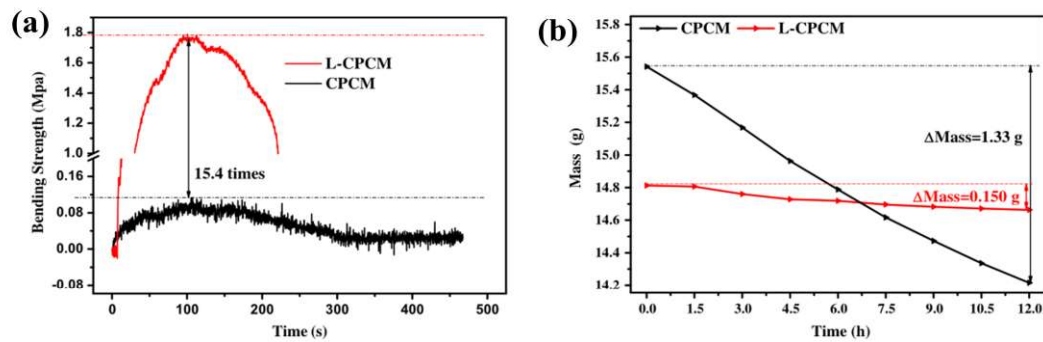 (a)
Bending Strength (Mpa)
1.8
1.6
1.4
1.2
1.0
0.16
0.08
0.00
-0.08
L-CPCM
CPCM
15.4 times
0 100 200 300 400 500
Time (s)
(b)
CPCM L-CPCM
Mass (g)
15.6
15.4
15.2
15.0
14.8
14.6
14.4
14.2
ΔMass=1.33 g
ΔMass=0.150 g
0.0 1.5 3.0 4.5 6.0 7.5 9.0 10.5 12.0
Time (h)